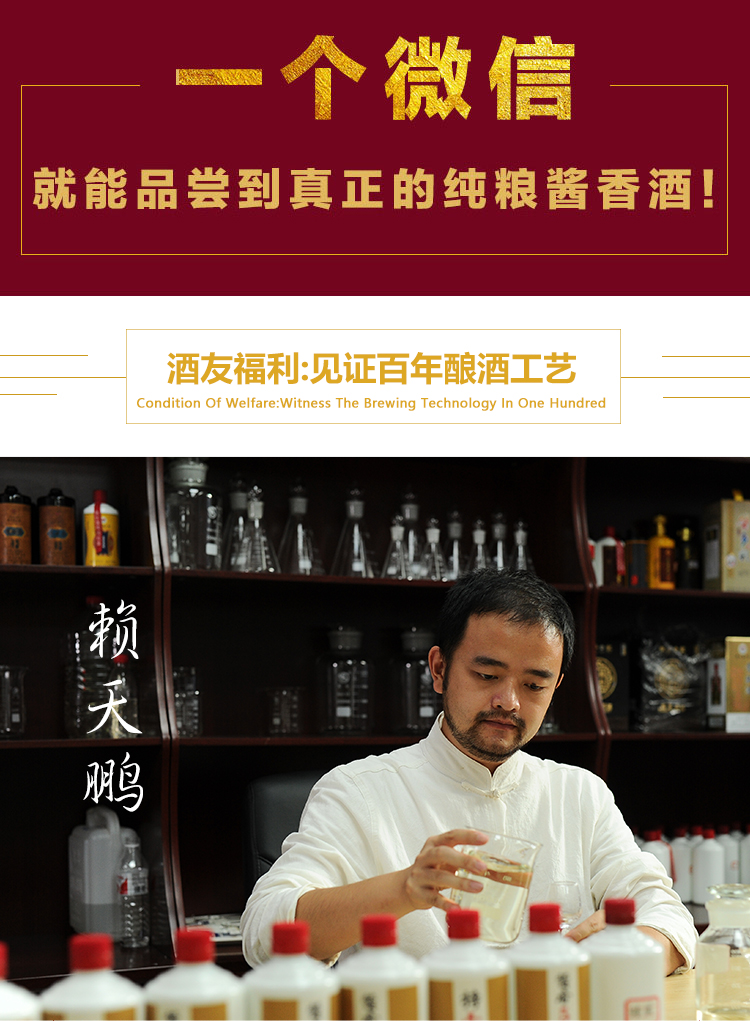 一个微信
就能品尝到真正的纯粮酱香酒!
酒友福利:见证百年酿酒工艺
Condition Of Welfare:Witness The Brewing Technology In One Hundred
赖天鹏